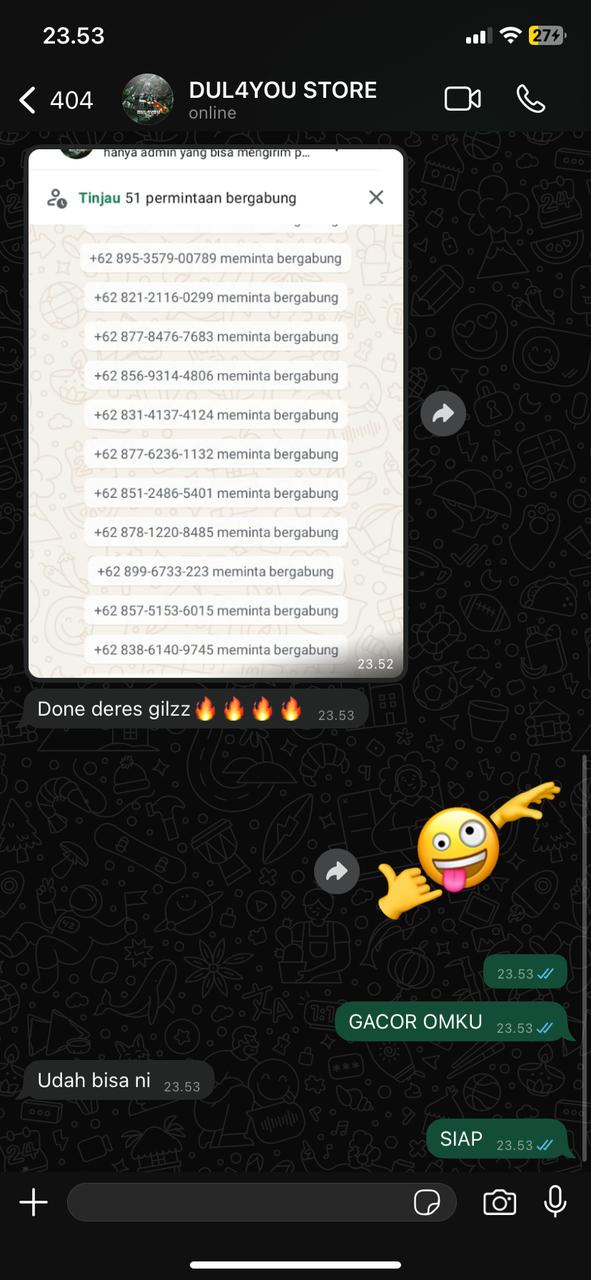 23.53
27
404
DUL4YOU STORE
online
hanya admin yang bisa mengirim p...
Tinjau 51 permintaan bergabung
+62 895-3579-00789 meminta bergabung
+62 821-2116-0299 meminta bergabung
+62 877-8476-7683 meminta bergabung
+62 856-9314-4806 meminta bergabung
+62 831-4137-4124 meminta bergabung
+62 877-6236-1132 meminta bergabung
+62 851-2486-5401 meminta bergabung
+62 878-1220-8485 meminta bergabung
+62 899-6733-223 meminta bergabung
+62 857-5153-6015 meminta bergabung
+62 838-6140-9745 meminta bergabung
23.52
Done deres gilzz🔥🔥🔥🔥 23.53
23.53
GACOR OMKU 23.53
Udah bisa ni 23.53
SIAP 23.53